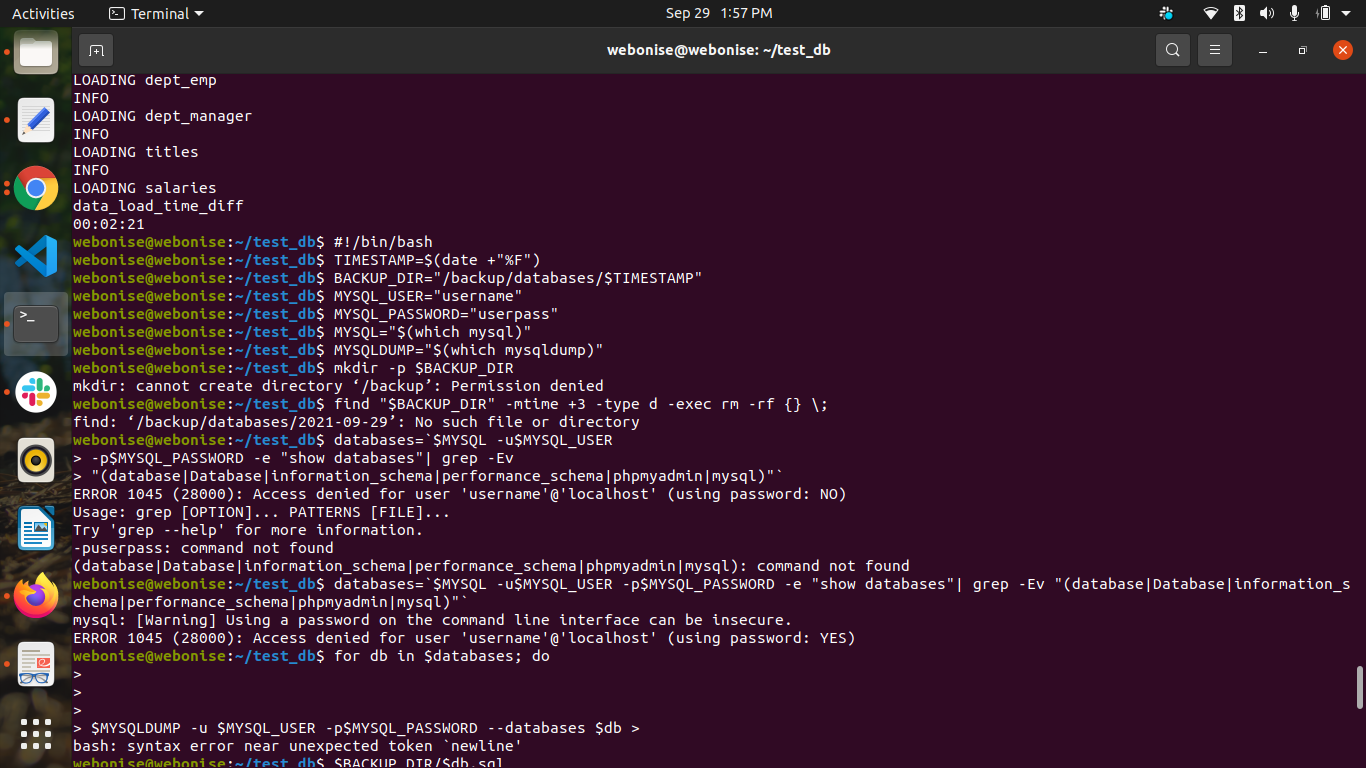 Activities
Terminal
Sep 29 1:57 PM
webonise@webonise: ~/test_db
LOADING dept_emp
INFO
LOADING dept_manager
INFO
LOADING titles
INFO
LOADING salaries
data_load_time_diff
00:02:21
webonise@webonise:~/test_db$ #!/bin/bash
webonise@webonise:~/test_db$ TIMESTAMP=$(date +"%F")
webonise@webonise:~/test_db$ BACKUP_DIR="/backup/databases/$TIMESTAMP"
webonise@webonise:~/test_db$ MYSQL_USER="username"
webonise@webonise:~/test_db$ MYSQL_PASSWORD="userpass"
webonise@webonise:~/test_db$ MYSQL="$(which mysql)"
webonise@webonise:~/test_db$ MYSQLDUMP="$(which mysqldump)"
webonise@webonise:~/test_db$ mkdir -p $BACKUP_DIR
mkdir: cannot create directory ‘/backup’: Permission denied
webonise@webonise:~/test_db$ find "$BACKUP_DIR" -mtime +3 -type d -exec rm -rf {} \;
find: ‘/backup/databases/2021-09-29’: No such file or directory
webonise@webonise:~/test_db$ databases=`$MYSQL -u$MYSQL_USER
> -p$MYSQL_PASSWORD -e "show databases"| grep -Ev
> "(database|Database|information_schema|performance_schema|phpmyadmin|mysql)"`
ERROR 1045 (28000): Access denied for user 'username'@'localhost' (using password: NO)
Usage: grep [OPTION]... PATTERNS [FILE]...
Try 'grep --help' for more information.
-puserpass: command not found
(database|Database|information_schema|performance_schema|phpmyadmin|mysql): command not found
webonise@webonise:~/test_db$ databases=`$MYSQL -u$MYSQL_USER -p$MYSQL_PASSWORD -e "show databases"| grep -Ev "(database|Database|information_s
chema|performance_schema|phpmyadmin|mysql)"`
mysql: [Warning] Using a password on the command line interface can be insecure.
ERROR 1045 (28000): Access denied for user 'username'@'localhost' (using password: YES)
webonise@webonise:~/test_db$ for db in $databases; do
>
>
>
> $MYSQLDUMP -u $MYSQL_USER -p$MYSQL_PASSWORD --databases $db >
bash: syntax error near unexpected token `newline'
webonise@webonise:~/test_db$ $BACKUP_DIR/$db.sql